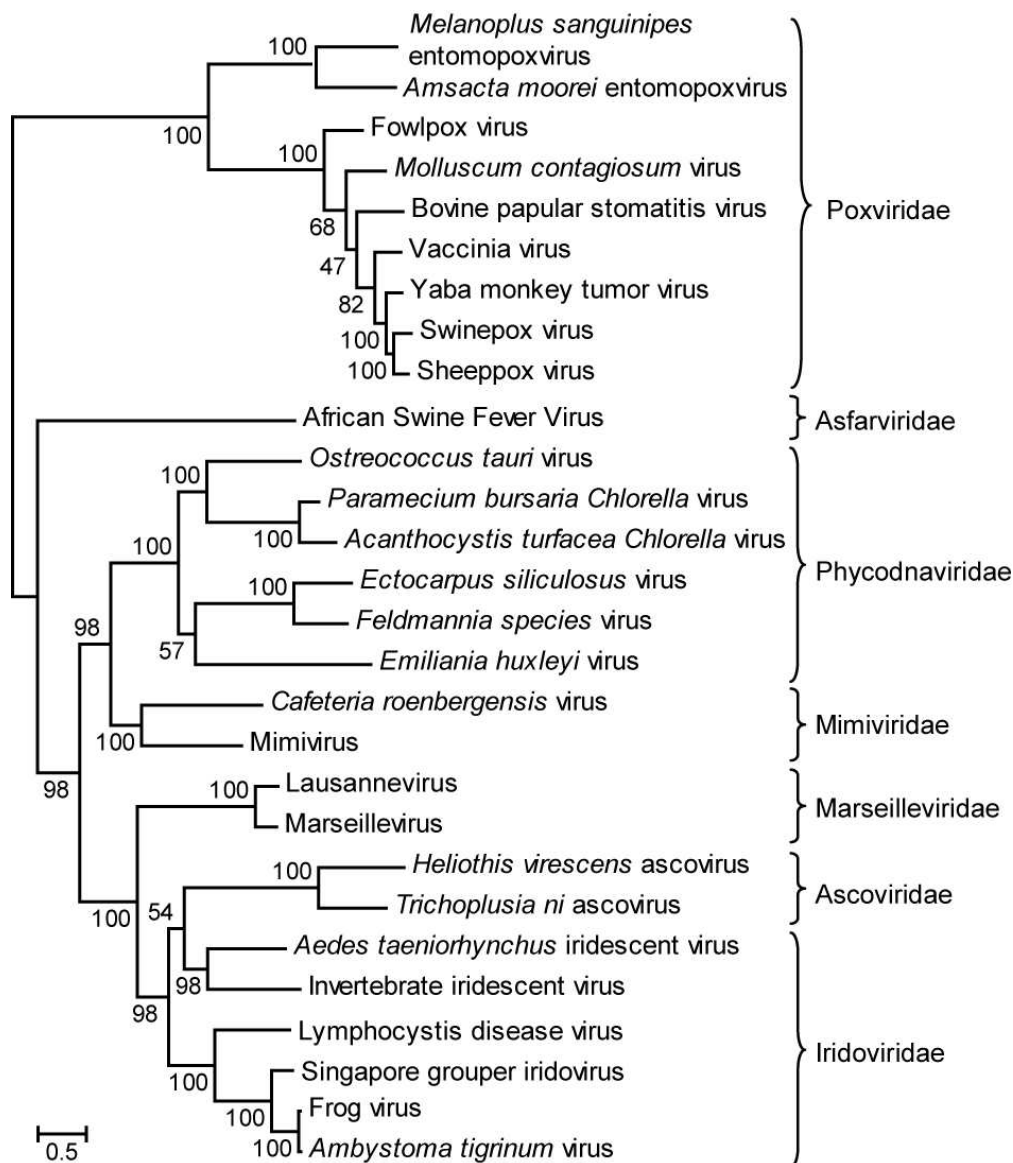 Melanoplus sanguinipes
100
entomopoxvirus
Amsacta moorei entomopoxvirus
100
Fowlpox virus
100
Molluscum contagiosum virus
Bovine papular stomatitis virus
Poxviridae
68
Vaccinia virus
47
Yaba monkey tumor virus
82
Swinepox virus
100
Sheeppox virus
100
African Swine Fever Virus
Asfarviridae
Ostreococcus tauri virus
100
Paramecium bursaria Chlorella virus
100
Acanthocystis turfacea Chlorella virus
100
Phycodnaviridae
Ectocarpus siliculosus virus
100
Feldmannia species virus
98
57
Emiliania huxleyi virus
Cafeteria roenbergensis virus
Mimiviridae
100
Mimivirus
98
Lausannevirus
100
Marseilleviridae
Marseillevirus
Heliothis virescens ascovirus
100
Ascoviridae
Trichoplusia ni ascovirus
100
54
Aedes taeniorhynchus iridescent virus
98
Invertebrate iridescent virus
98
Lymphocystis disease virus
Iridoviridae
Singapore grouper iridovirus
100
Frog virus
100
Ambystoma tigrinum virus
100
0.5